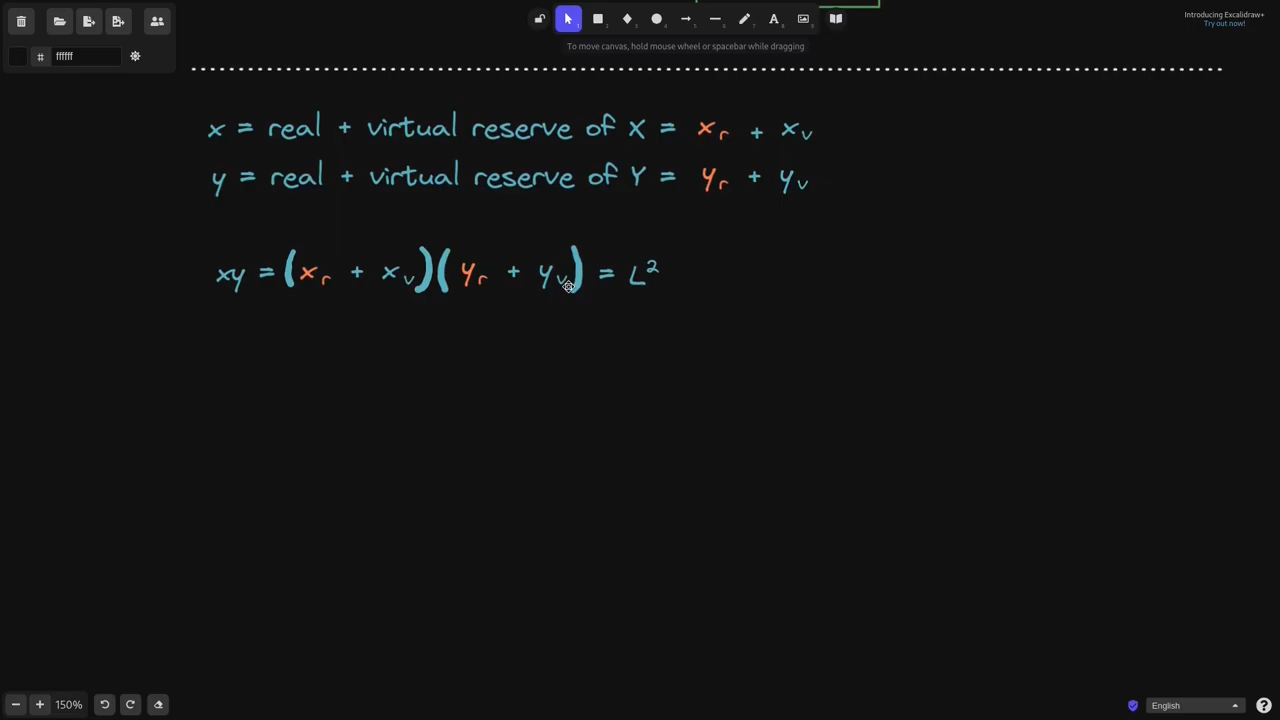 Introducing Excalidraw+
Try out now!
# ffffff
To move canvas, hold mouse wheel or spacebar while dragging
x = real + virtual reserve of X = xᵣ + xᵥ
y = real + virtual reserve of Y = yᵣ + yᵥ
xy = (xᵣ + xᵥ)(yᵣ + yᵥ) = L²
150%
English